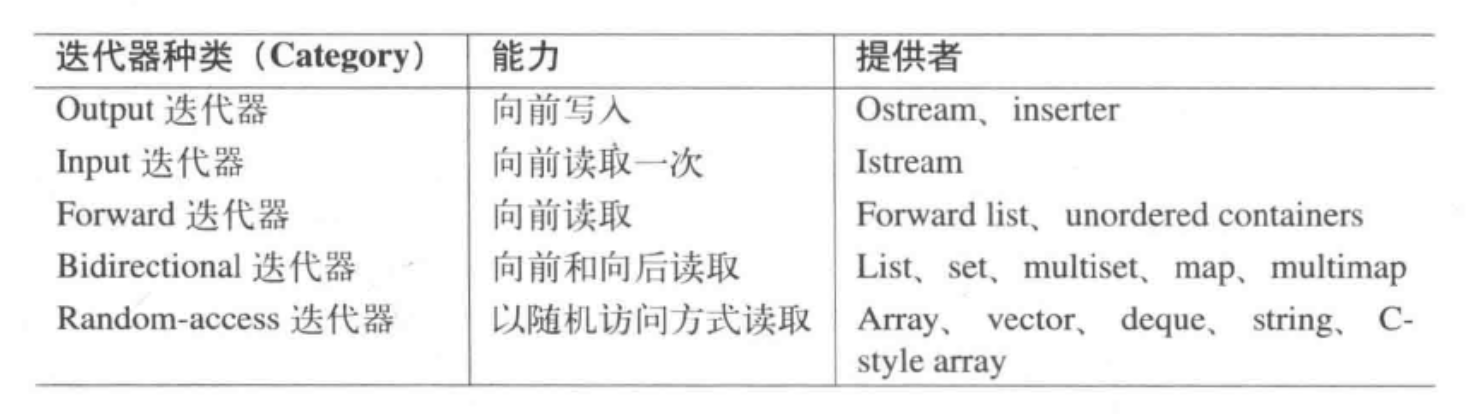 迭代器种类（Category） 能力 提供者
Output 迭代器 向前写入 Ostream、inserter
Input 迭代器 向前读取一次 Istream
Forward 迭代器 向前读取 Forward list、unordered containers
Bidirectional 迭代器 向前和向后读取 List、set、multiset、map、multimap
Random-access 迭代器 以随机访问方式读取 Array、vector、deque、string、C-
style array